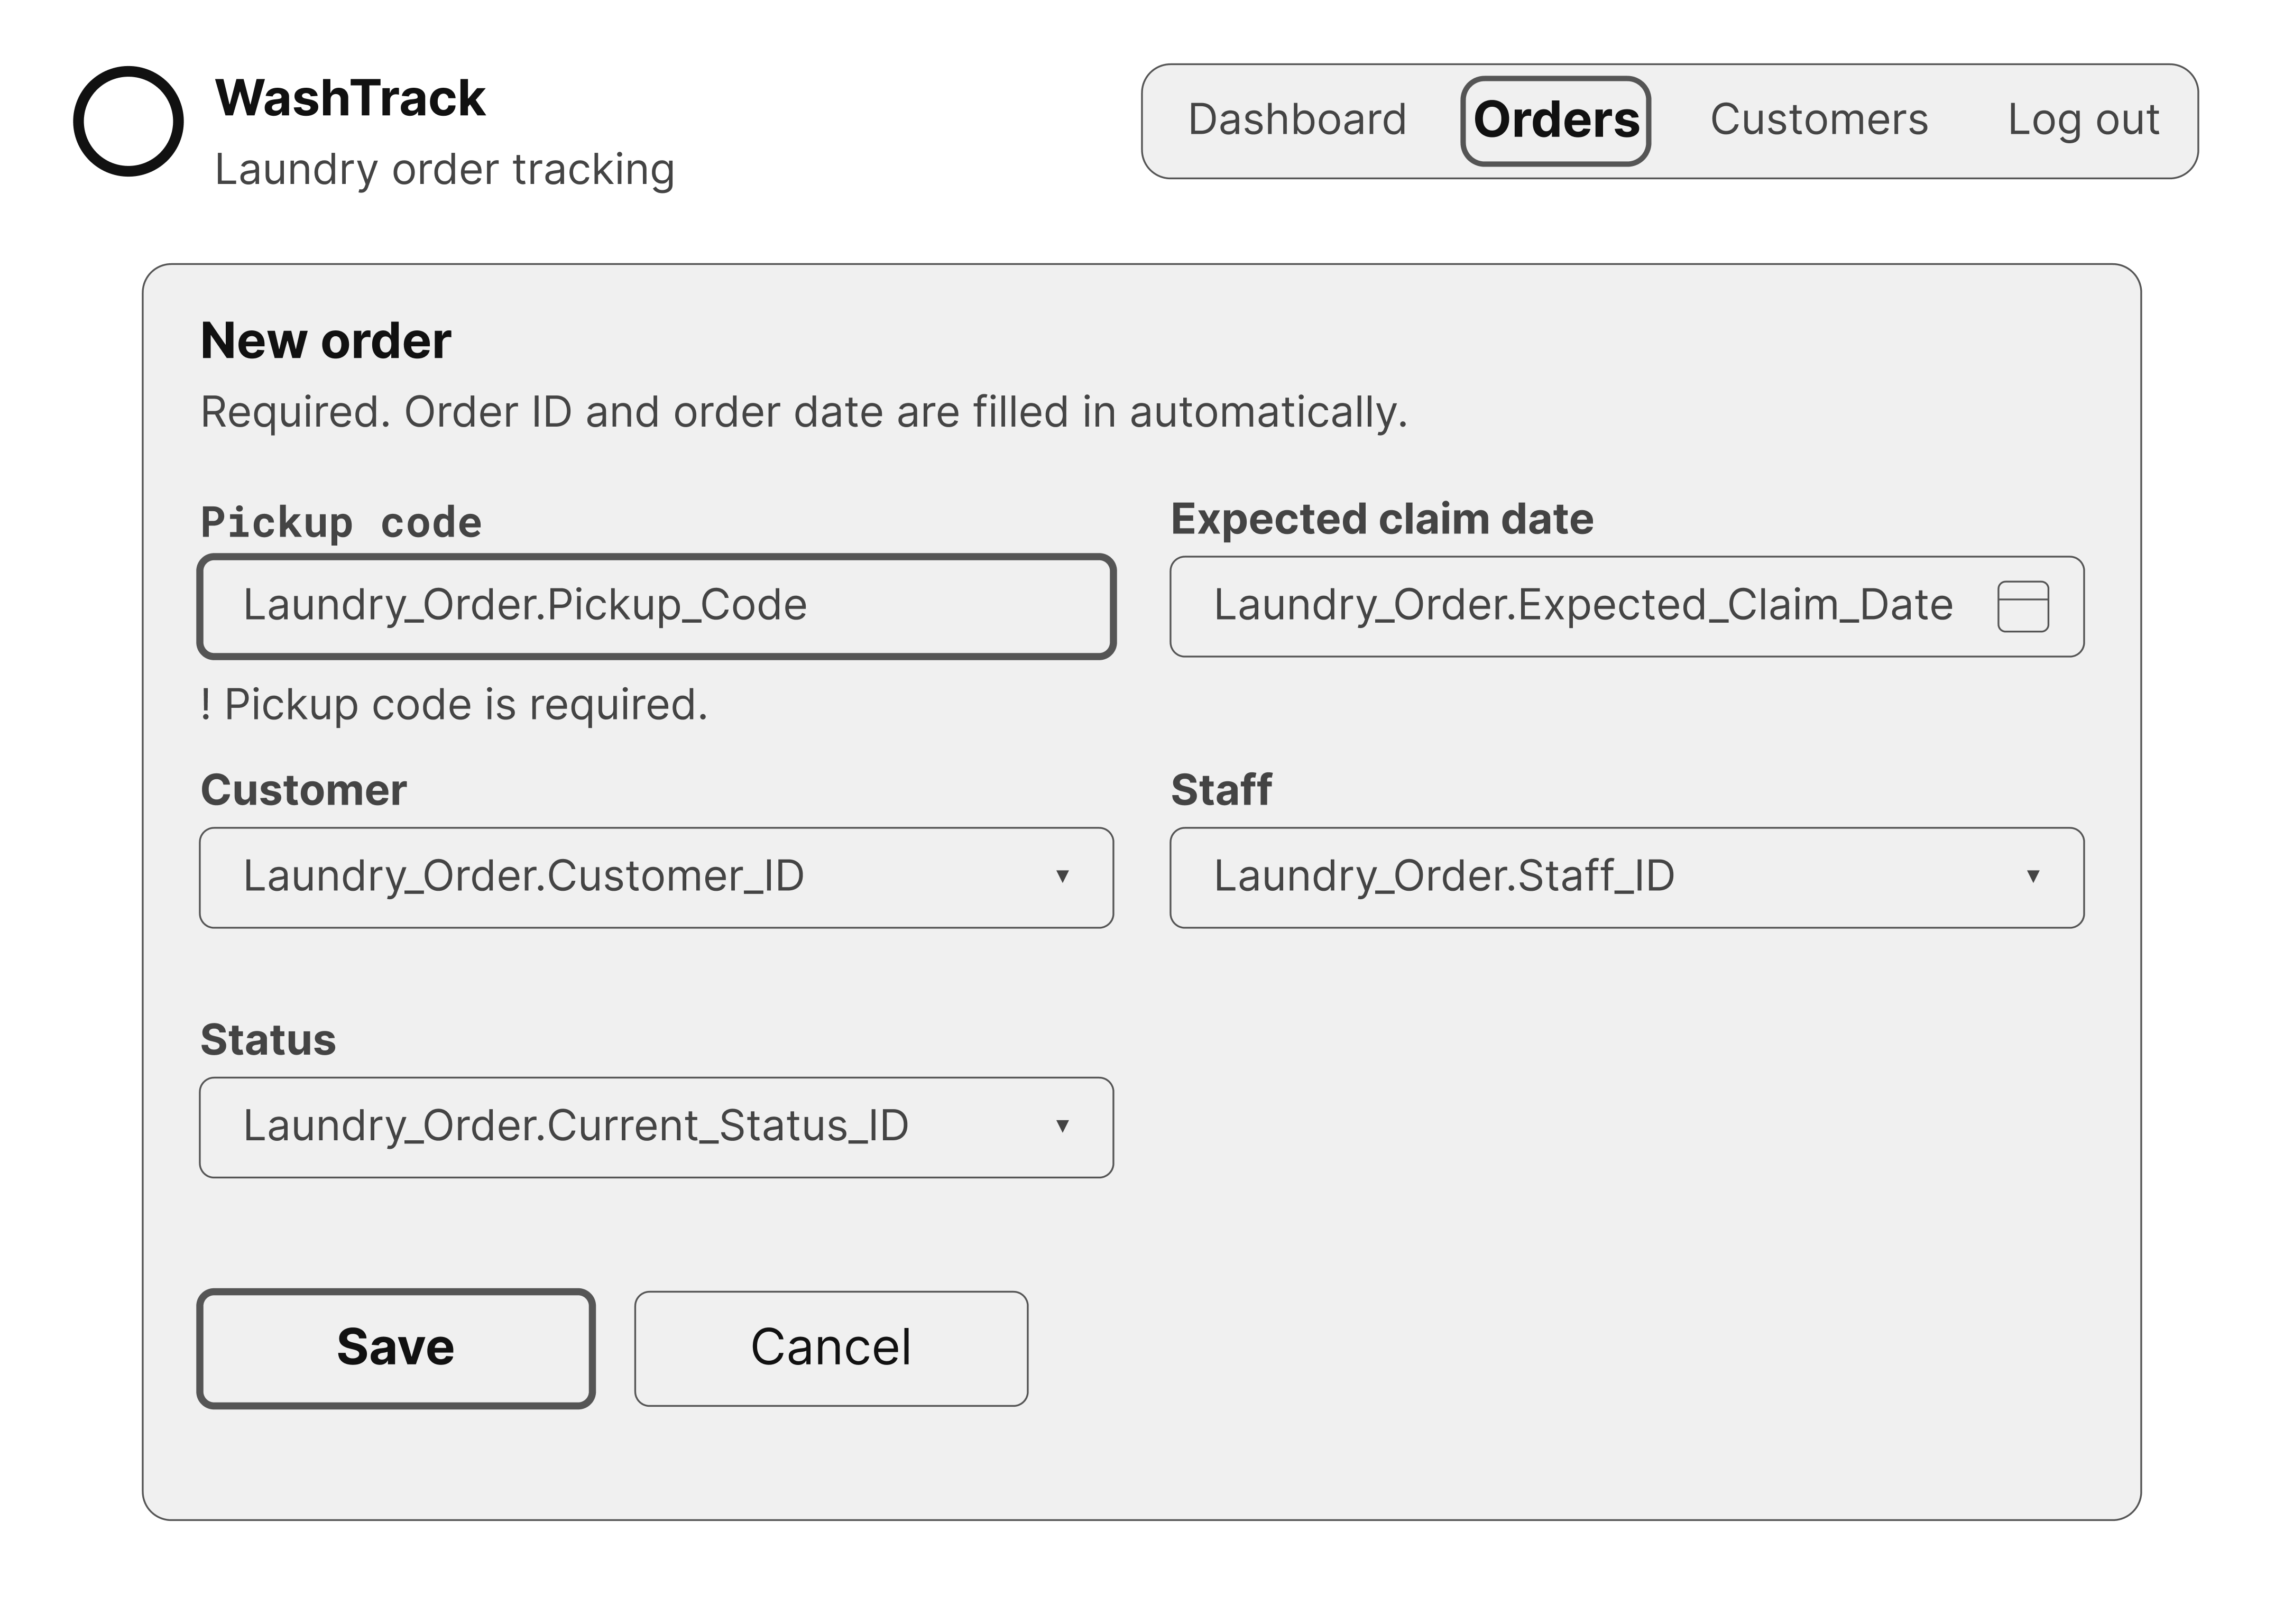 WashTrack
Laundry order tracking
Dashboard Orders Customers Log out
New order
Required. Order ID and order date are filled in automatically.
Pickup code
Laundry_Order.Pickup_Code
! Pickup code is required.
Expected claim date
Laundry_Order.Expected_Claim_Date
Customer
Laundry_Order.Customer_ID
Staff
Laundry_Order.Staff_ID
Status
Laundry_Order.Current_Status_ID
Save
Cancel